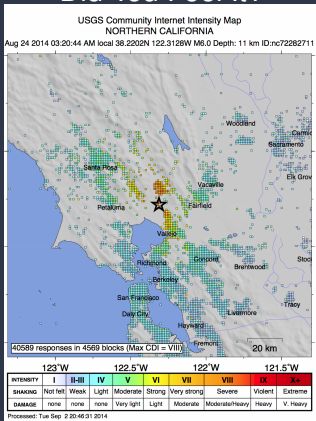 USGS Community Internet Intensity Map
NORTHERN CALIFORNIA
Aug 24 2014 03:20:44 AM local 38.2202N 122.3128W M6.0 Depth: 11 km ID:nc72282711
Woodland
Sacramento
Elk Grov
Santa Rosa
Vacaville
Petaluma
Fairfield
Vallejo
Richmond
Concord
Brentwood
Stoc
Berkeley
San Francisco
Daly City
Livermore
Tracy
Hayward
Fremont
40589 responses in 4569 blocks (Max CDI = VIII)
20 km
123˚W 122.5˚W 122˚W 121.5˚W
INTENSITY I II-III IV V VI VII VIII IX X+
SHAKING Not felt Weak Light Moderate Strong Very strong Severe Violent Extreme
DAMAGE none none none Very light Light Moderate Moderate/Heavy Heavy V. Heavy
Processed: Tue Sep 2 20:46:31 2014